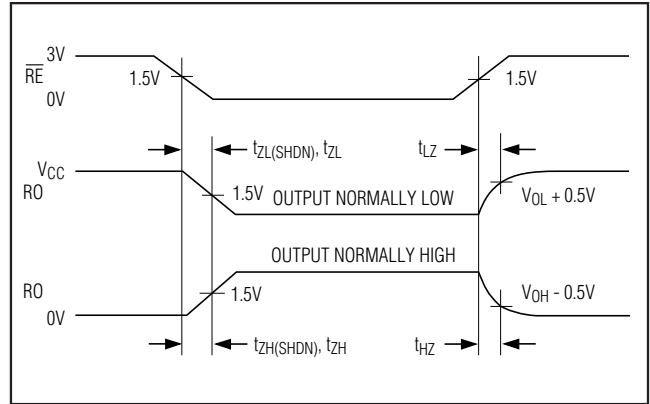 3V
RE
1.5V
1.5V
0V
tZL(SHDN), tZL
tLZ
VCC
RO
1.5V
OUTPUT NORMALLY LOW
VOL + 0.5V
OUTPUT NORMALLY HIGH
RO
1.5V
VOH - 0.5V
0V
tZH(SHDN), tZH
tHZ